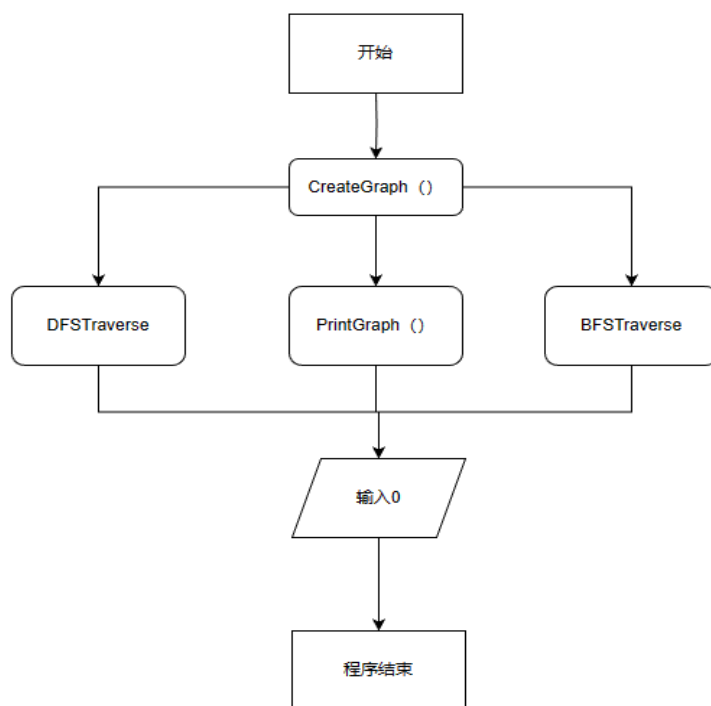 开始
CreateGraph（）
DFSTraverse
PrintGraph（）
BFSTraverse
输入0
程序结束